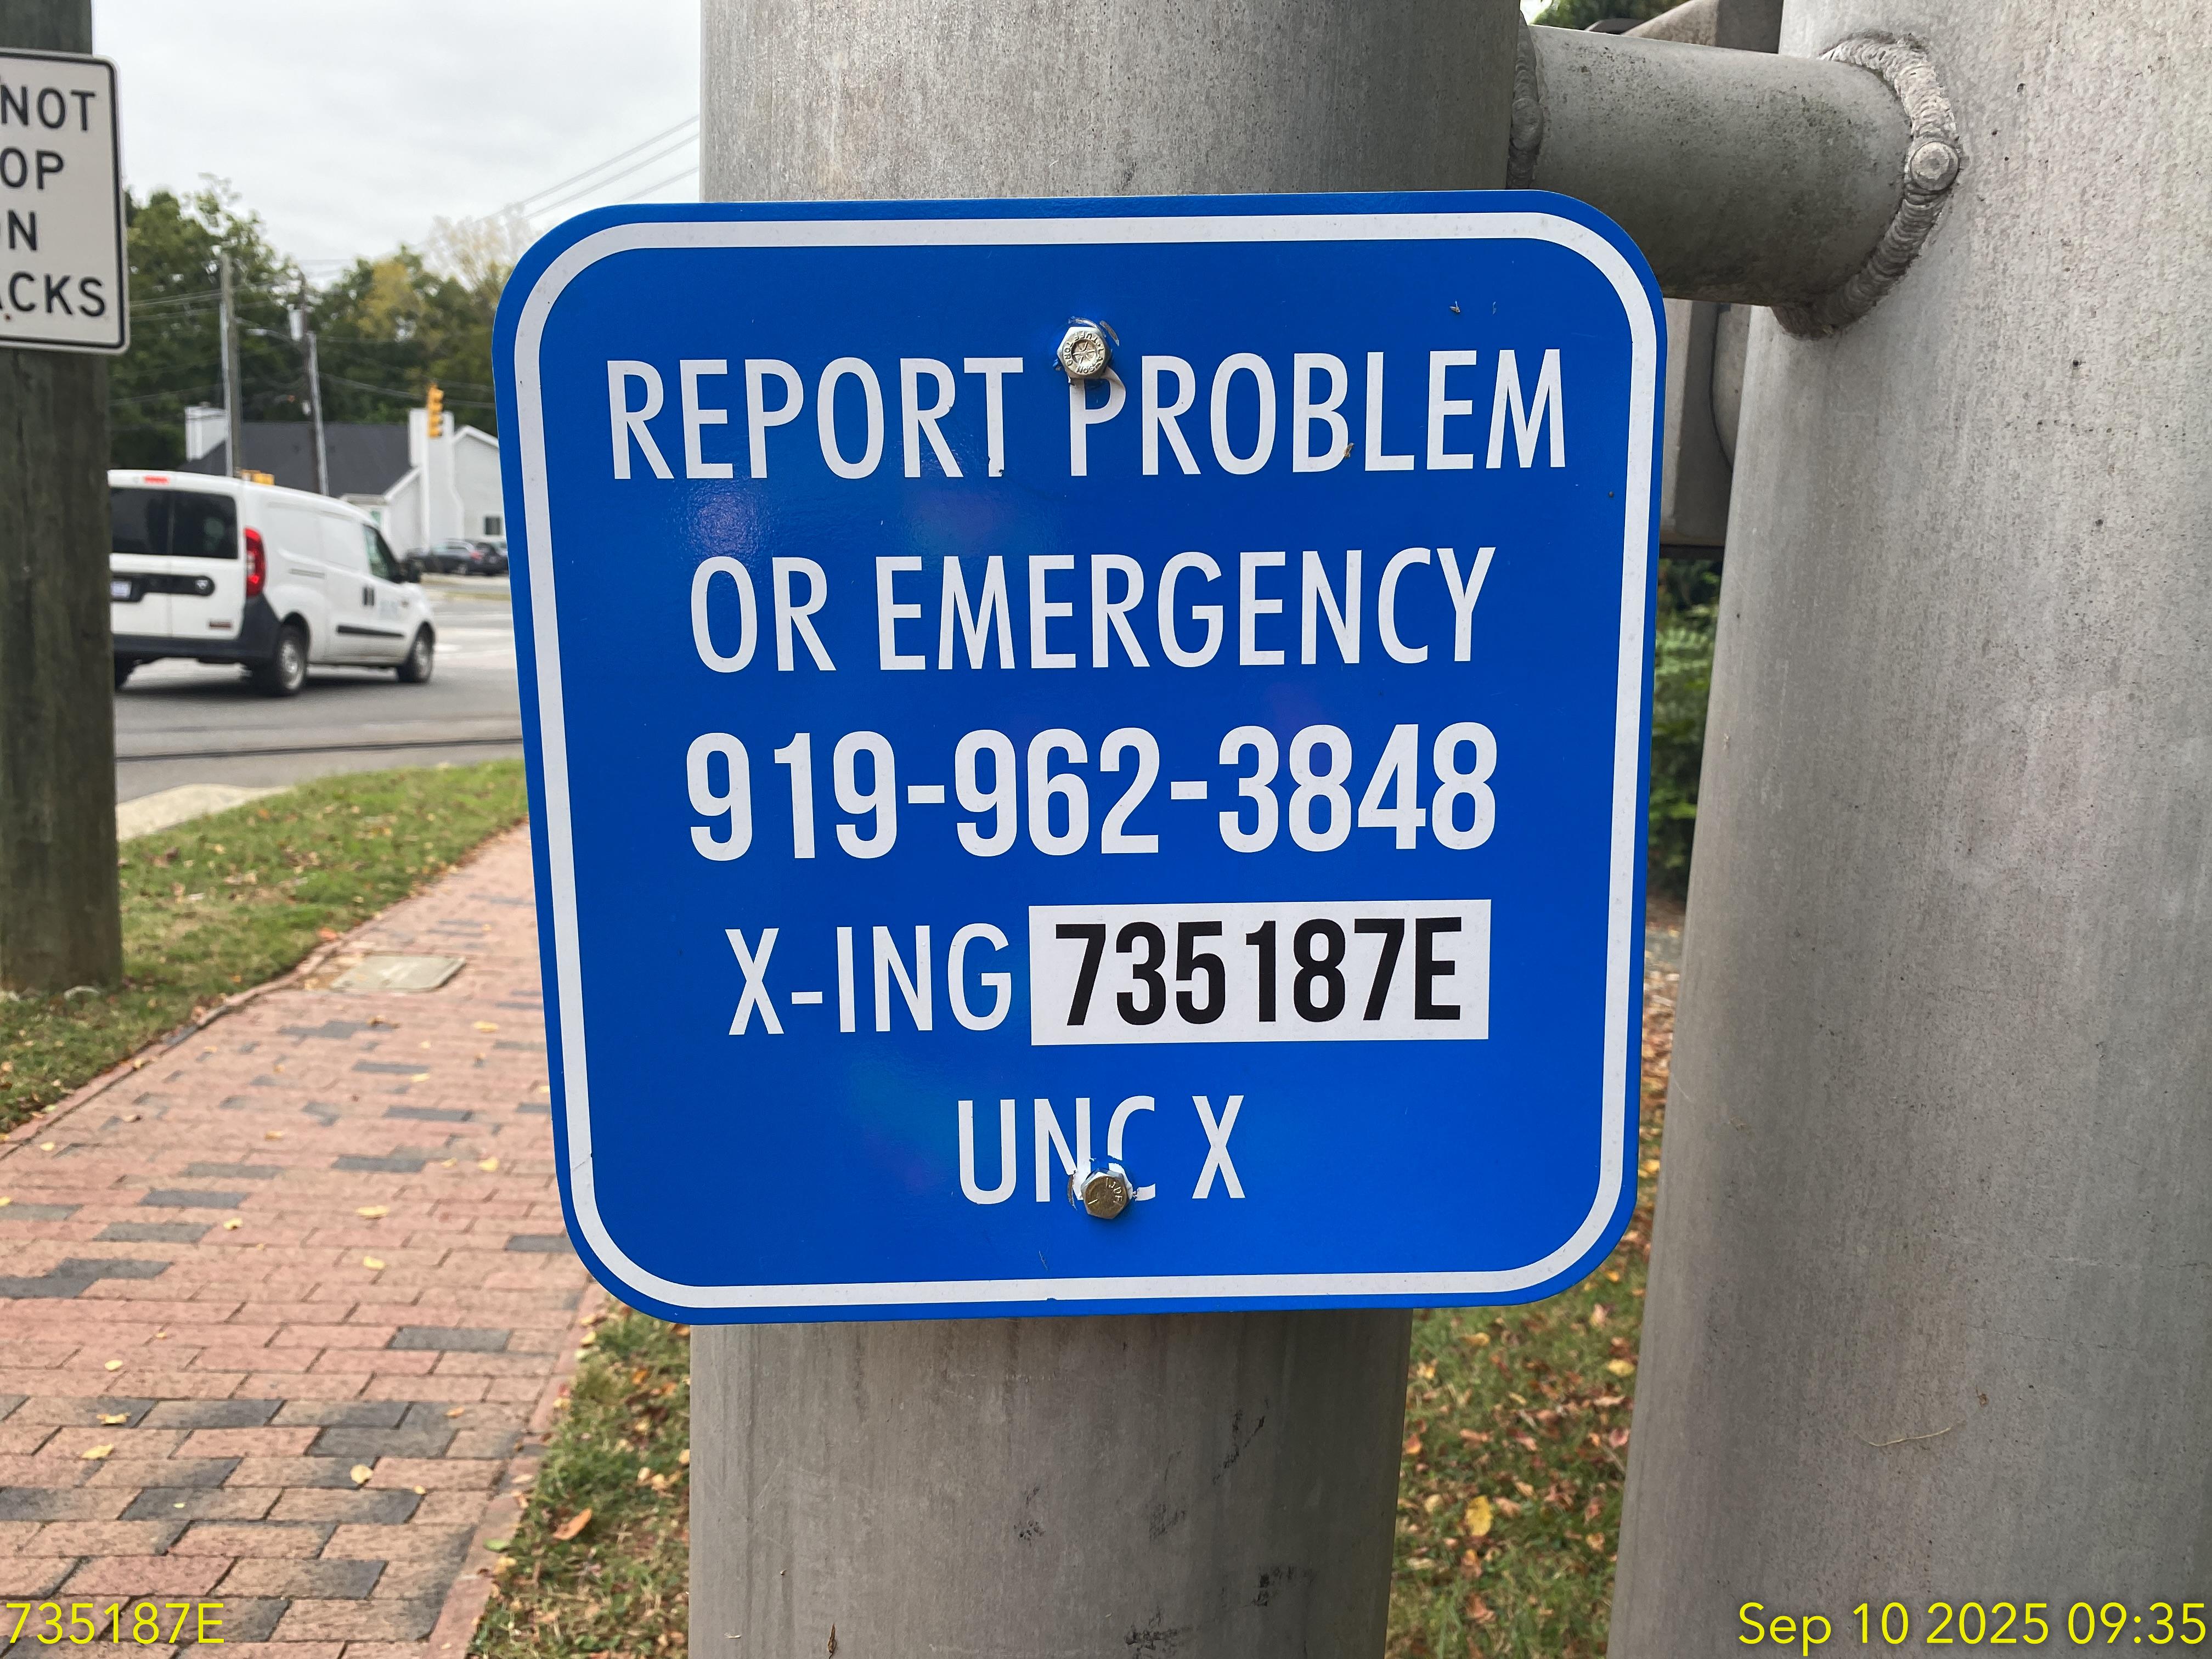 NOT
OP
N
ACKS
REPORT PROBLEM
OR EMERGENCY
919-962-3848
X-ING 735187E
UNC X
735187E
Sep 10 2025 09:35